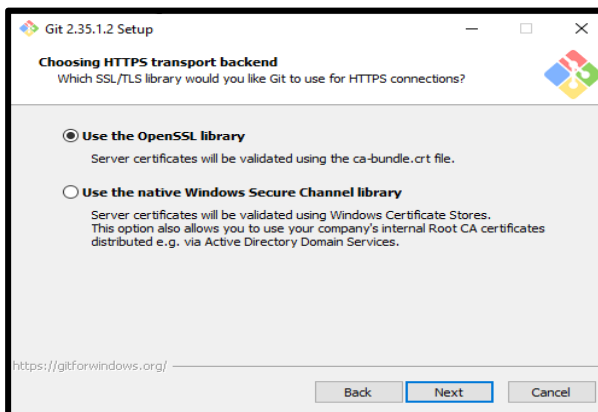 Git 2.35.1.2 Setup
Choosing HTTPS transport backend
Which SSL/TLS library would you like Git to use for HTTPS connections?
Use the OpenSSL library
Server certificates will be validated using the ca-bundle.crt file.
Use the native Windows Secure Channel library
Server certificates will be validated using Windows Certificate Stores.
This option also allows you to use your company's internal Root CA certificates
distributed e.g. via Active Directory Domain Services.
https://gitforwindows.org/
Back Next Cancel